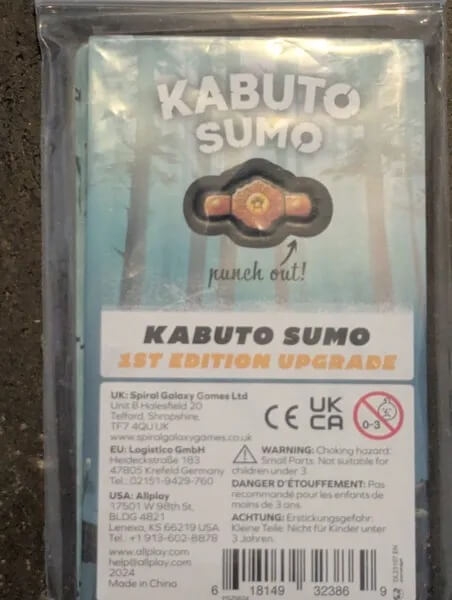 KABUTO
SUMO
punch out!
KABUTO SUMO
1ST EDITION UPGRADE
UK: Spiral Galaxy Games Ltd
Unit 8 Halesfield 20
Telford, Shropshire,
TF7 4QU UK
www.spiralgalaxygames.co.uk
EU: Logistico GmbH
Heideckstraße 183
47805 Krefeld Germany
Tel.: 02151-9429-760
USA: Allplay
17501 W 98th St,
BLDG 4821
Lenexa, KS 66219 USA
Tel: +1 913-602-8878
www.allplay.com
help@allplay.com
2024
Made in China
CE UK
CA
0-3
WARNING: Choking hazard.
Small Parts. Not suitable for
children under 3.
DANGER D'ÉTOUFFEMENT: Pas
recommandé pour les enfants de
moins de 3 ans.
ACHTUNG: Erstickungsgefahr:
Kleine Teile. Nicht für Kinder unter
3 Jahren.
6 18149 32386 9